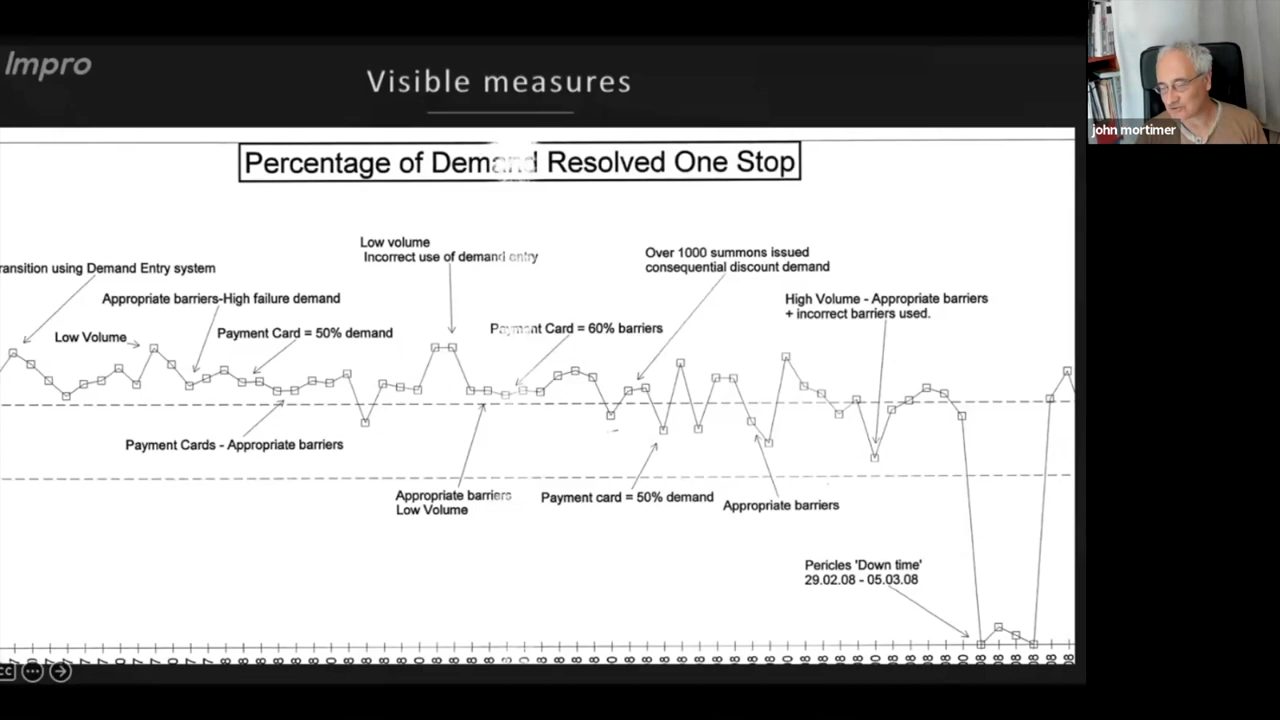 Impro
Visible measures
john mortimer
Percentage of Demand Resolved One Stop
Low volume
Incorrect use of demand entry
Over 1000 summons issued
consequential discount demand
ransition using Demand Entry system
Appropriate barriers-High failure demand
High Volume - Appropriate barriers
+ incorrect barriers used.
Low Volume
Payment Card = 50% demand
Payment Card = 60% barriers
Payment Cards - Appropriate barriers
Appropriate barriers
Low Volume
Payment card = 50% demand
Appropriate barriers
Pericles 'Down time'
29.02.08 - 05.03.08